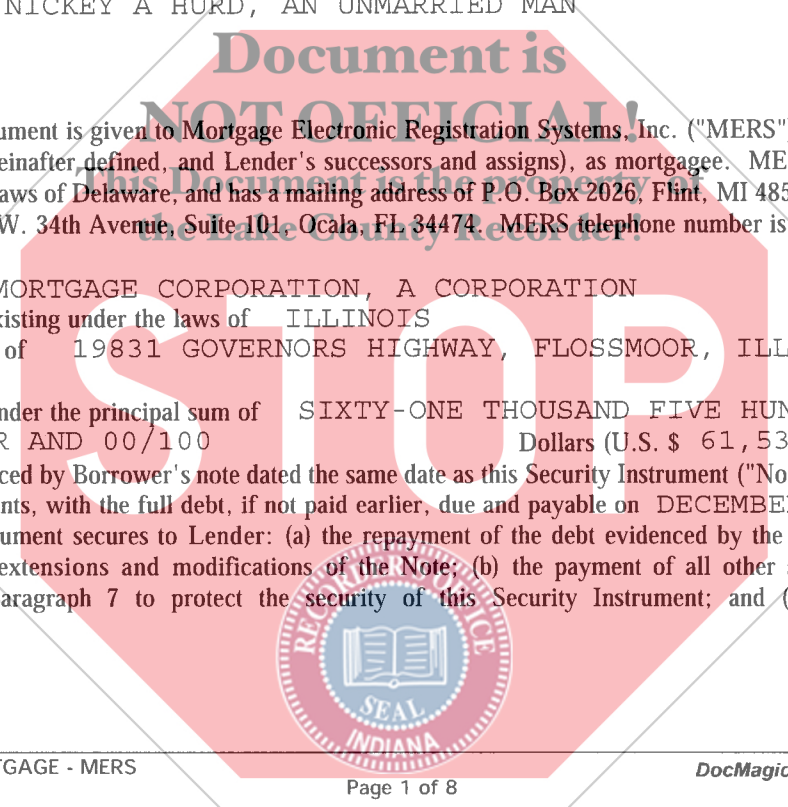 NICKEY A HURD, AN UNMARRIED MAN
Document is
NOT OFFICIAL!
ument is given to Mortgage Electronic Registration Systems, Inc. ("MERS")
einafter defined, and Lender's successors and assigns), as mortgagee. ME
This Document is the property of
aws of Delaware, and has a mailing address of P.O. Box 2026, Flint, MI 485
the Lake County Recorder!
W. 34th Avenue, Suite 101, Ocala, FL 34474. MERS telephone number is
MORTGAGE CORPORATION, A CORPORATION
xisting under the laws of ILLINOIS
of 19831 GOVERNORS HIGHWAY, FLOSSMOOR, ILL
STOP
nder the principal sum of SIXTY-ONE THOUSAND FIVE HUN
R AND 00/100 Dollars (U.S. $ 61,53
ced by Borrower's note dated the same date as this Security Instrument ("No
nts, with the full debt, if not paid earlier, due and payable on DECEMBE
ument secures to Lender: (a) the repayment of the debt evidenced by the
extensions and modifications of the Note; (b) the payment of all other
aragraph 7 to protect the security of this Security Instrument; and (
RECORDER'S OFFICE
SEAL
INDIANA
TGAGE - MERS
DocMagic
Page 1 of 8